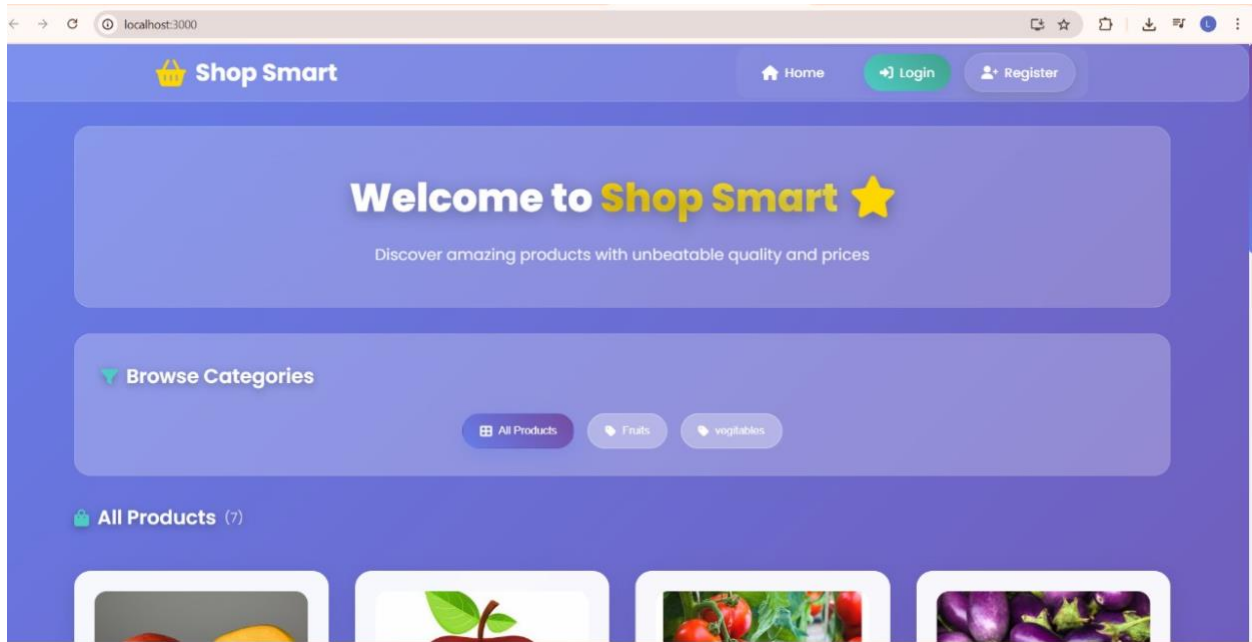 localhost:3000
L
Shop Smart
Home
Login
Register
Welcome to Shop Smart
Discover amazing products with unbeatable quality and prices
Browse Categories
All Products
Fruits
vogitables
All Products (7)